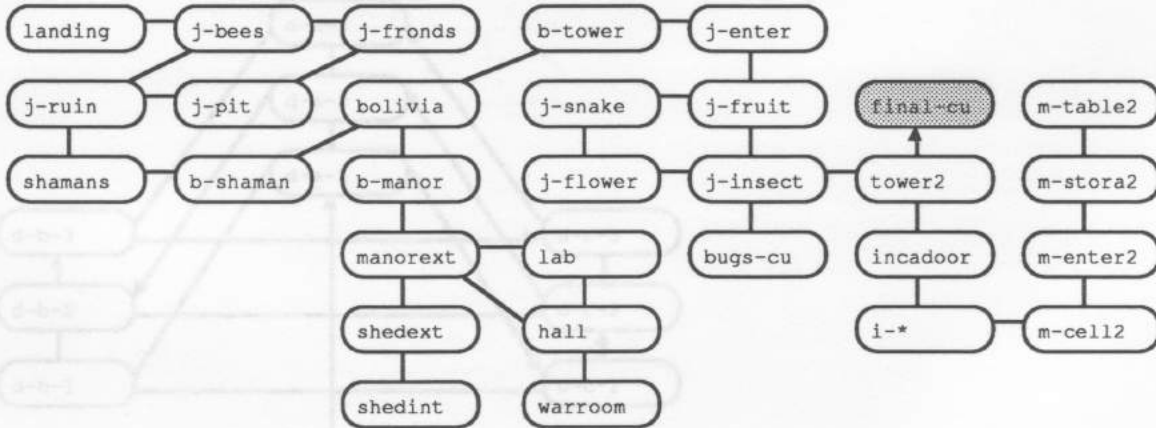 landing j-bees j-fronds b-tower j-enter
j-ruin j-pit bolivia j-snake j-fruit final-cu m-table2
shamans b-shaman b-manor j-flower j-insect tower2 m-stora2
manorext lab bugs-cu incadoor m-enter2
shedext hall i-* m-cell2
shedint warroom